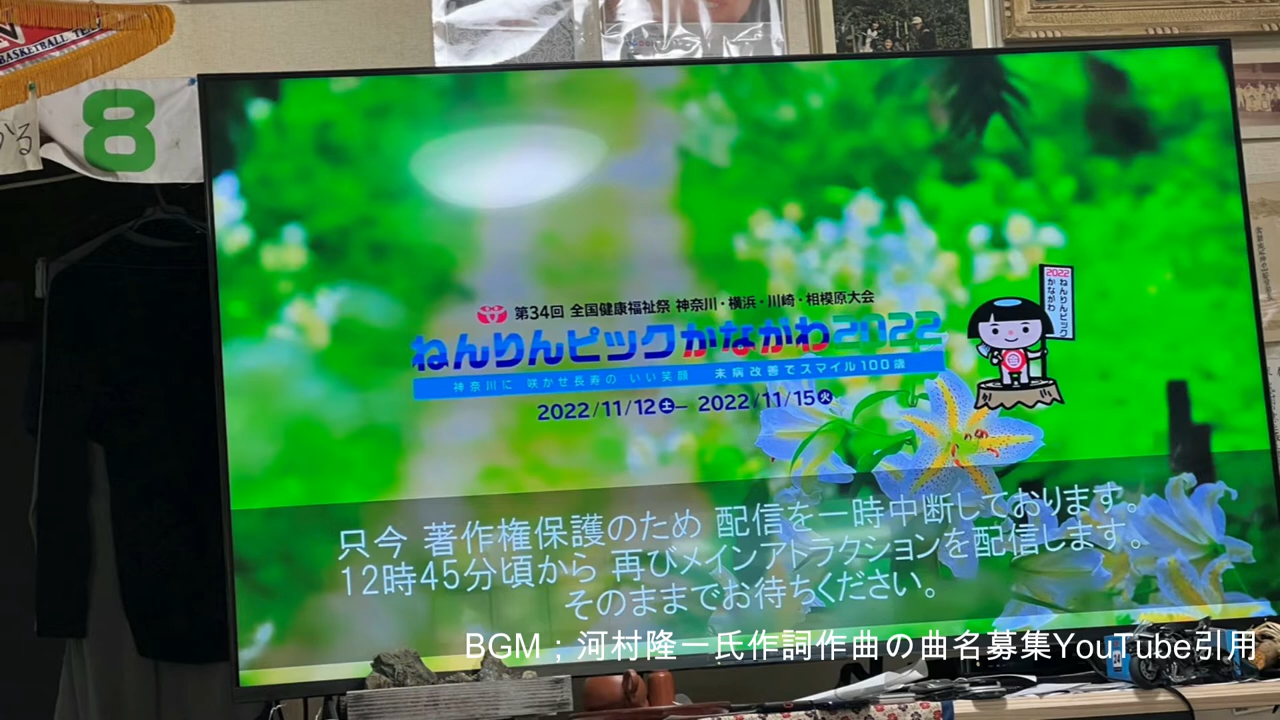 BASKETBALL TE
8
第34回 全国健康福祉祭 神奈川・横浜・川崎・相模原大会
ねんりんピックかながわ2022
神奈川に 咲かせ長寿の いい笑顔 未病改善でスマイル100歳
2022/11/12土– 2022/11/15火
2022
ねんりんピック
かながわ
只今 著作権保護のため 配信を一時中断しております。
12時45分頃から 再びメインアトラクションを配信します。
そのままでお待ちください。
BGM;河村隆一氏作詞作曲の曲名募集YouTube引用